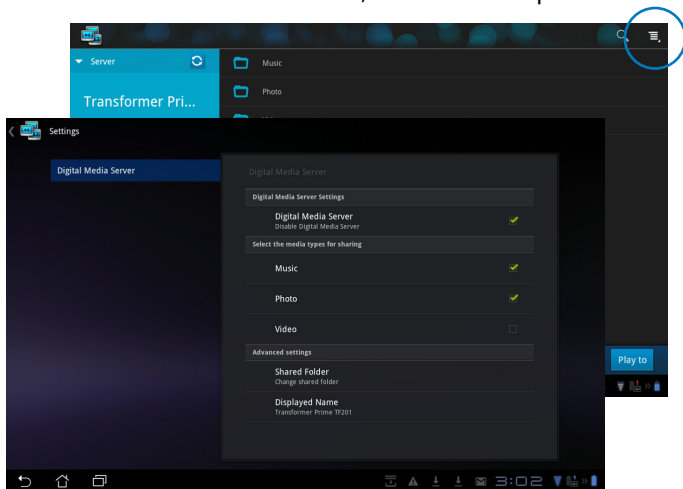 Server
Music
Transformer Pri...
Photo
Settings
Digital Media Server
Digital Media Server
Digital Media Server Settings
Digital Media Server
Disable Digital Media Server
Select the media types for sharing
Music
Photo
Video
Advanced settings
Shared Folder
Change shared folder
Displayed Name
Transformer Prime TF201
Play to
3:02